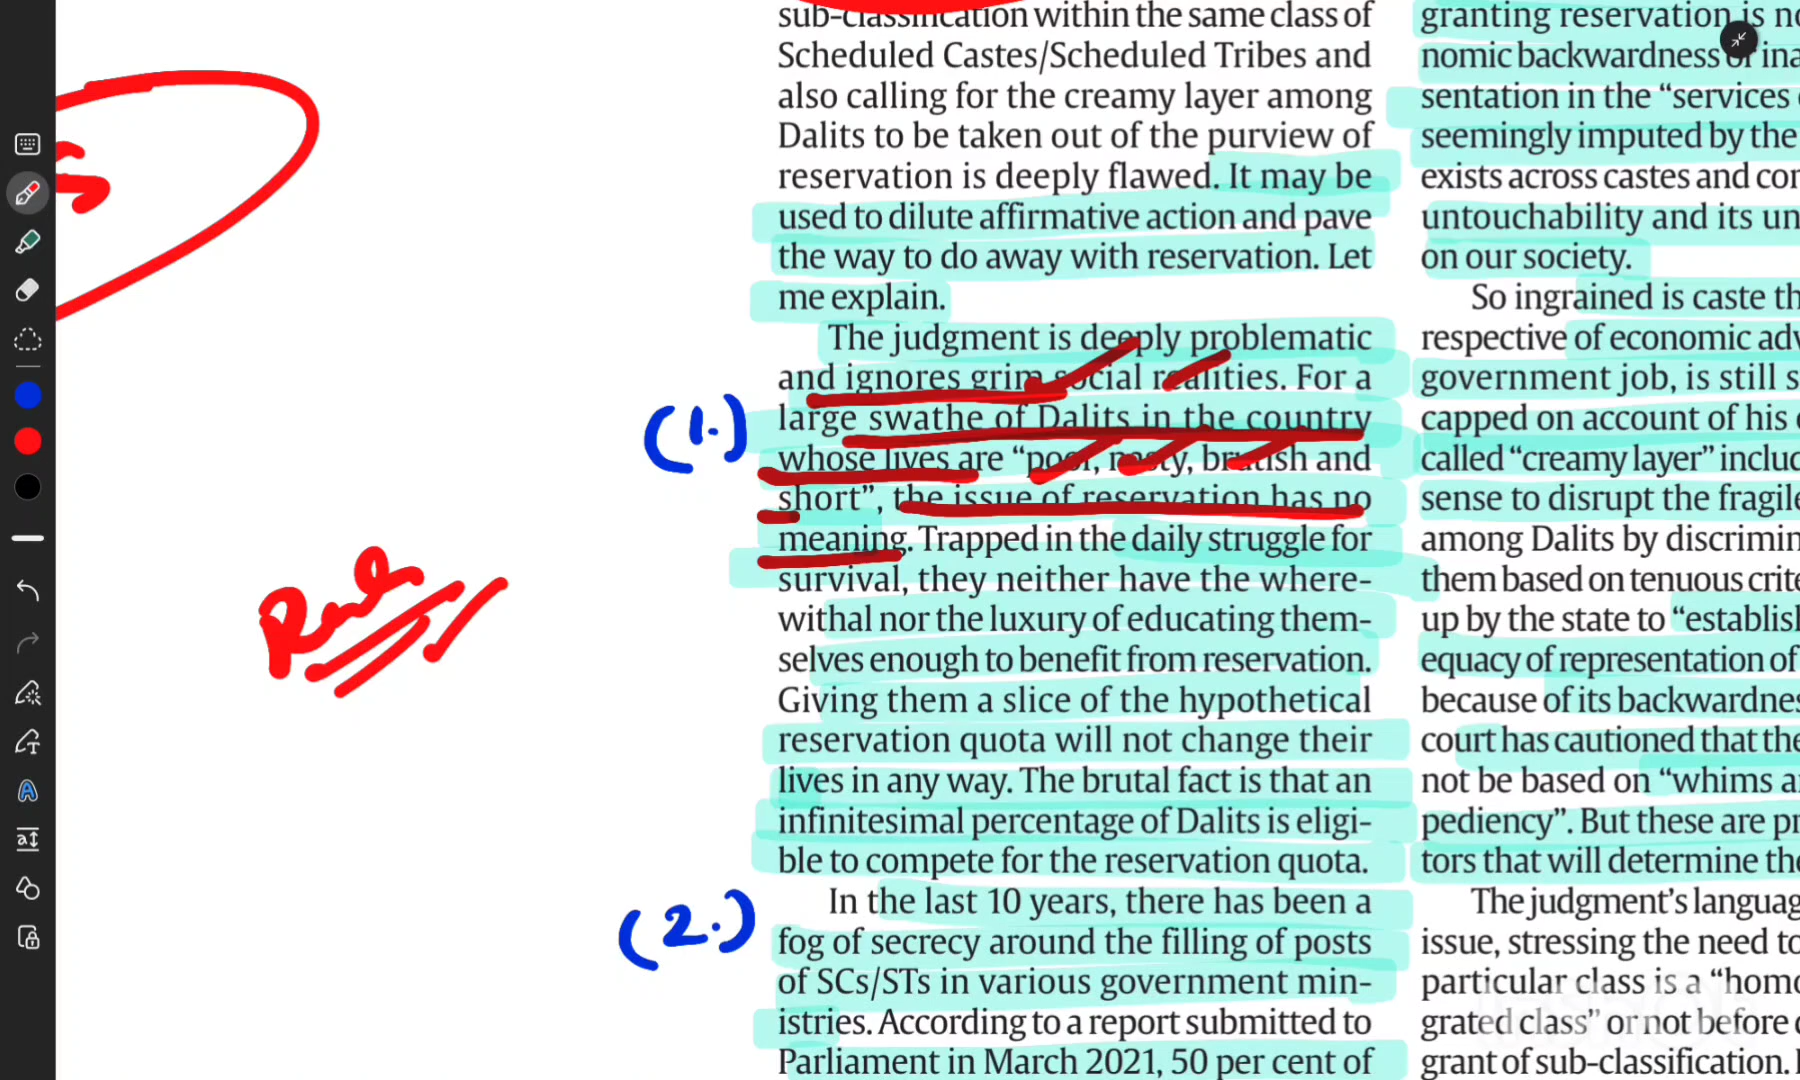 sub-classification within the same class of
Scheduled Castes/Scheduled Tribes and
also calling for the creamy layer among
Dalits to be taken out of the purview of
reservation is deeply flawed. It may be
used to dilute affirmative action and pave
the way to do away with reservation. Let
me explain.
The judgment is deeply problematic
and ignores grim social realities. For a
large swathe of Dalits in the country
whose lives are “poor, nasty, brutish and
short”, the issue of reservation has no
meaning. Trapped in the daily struggle for
survival, they neither have the where-
withal nor the luxury of educating them-
selves enough to benefit from reservation.
Giving them a slice of the hypothetical
reservation quota will not change their
lives in any way. The brutal fact is that an
infinitesimal percentage of Dalits is eligi-
ble to compete for the reservation quota.
In the last 10 years, there has been a
fog of secrecy around the filling of posts
of SCs/STs in various government min-
istries. According to a report submitted to
Parliament in March 2021, 50 per cent of
(1.)
(2.)
granting reservation is
nomic backwardness or
sentation in the “services
seemingly imputed by the
exists across castes and
untouchability and its
on our society.
So ingrained is caste
respective of economic
government job, is still
capped on account of his
called “creamy layer”
sense to disrupt the fragile
among Dalits by
them based on tenuous
up by the state to
equacy of representation of
because of its
court has cautioned that the
not be based on “whims
pediency”. But these are
tors that will determine the
The judgment’s
issue, stressing the need to
particular class is a
grated class” or not before
grant of sub-classification.